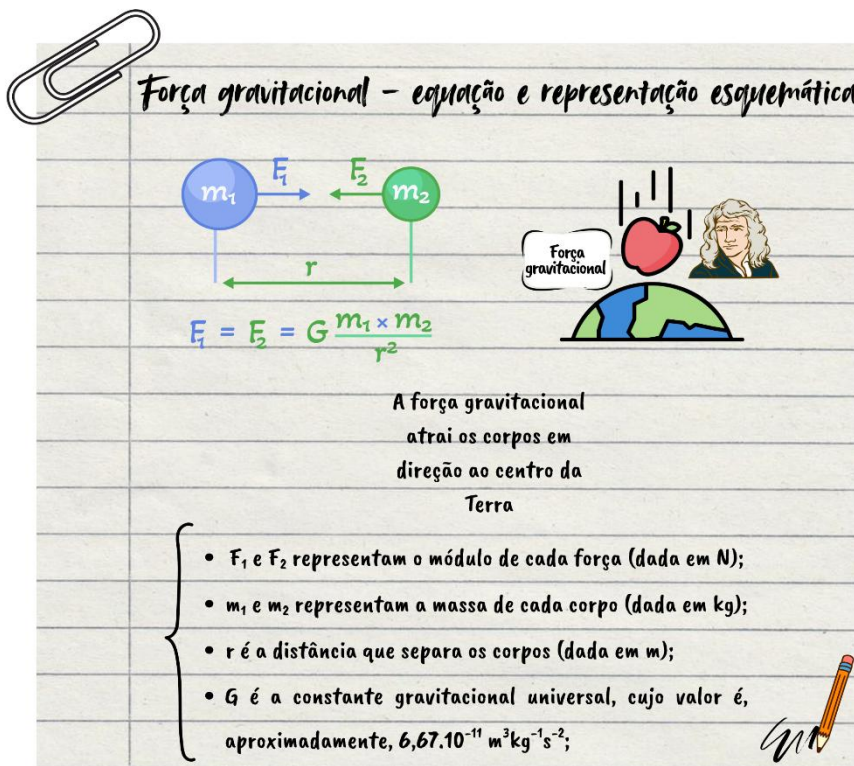 Força gravitacional – equação e representação esquemática
F₁ F₂
m₁ m₂
r
F₁ = F₂ = G m₁ × m₂ / r²
Força
gravitacional
A força gravitacional
atrai os corpos em
direção ao centro da
Terra
• F₁ e F₂ representam o módulo de cada força (dada em N);
• m₁ e m₂ representam a massa de cada corpo (dada em kg);
• r é a distância que separa os corpos (dada em m);
• G é a constante gravitacional universal, cujo valor é,
aproximadamente, 6,67.10⁻¹¹ m³kg⁻¹s⁻²;